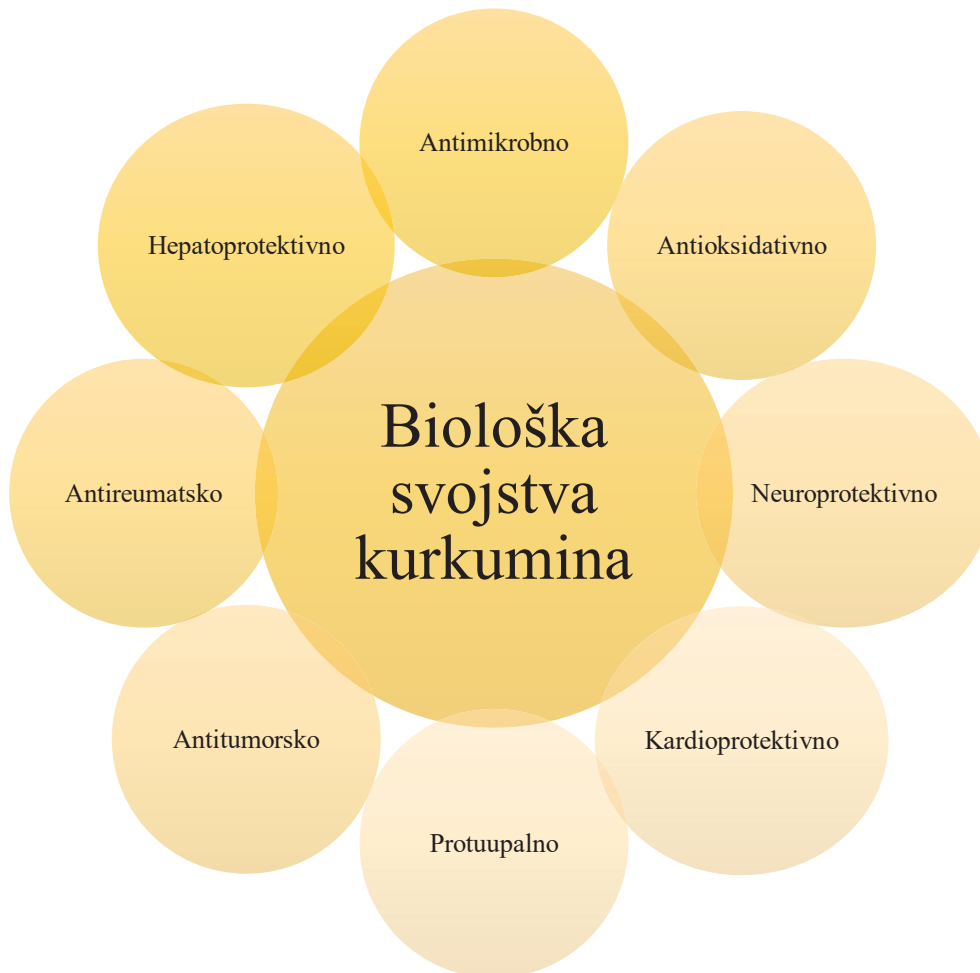 Antimikrobno
Hepatoprotektivno
Antioksidativno
Biološka
svojstva
kurkumina
Antireumatsko
Neuroprotektivno
Antitumorsko
Kardioprotektivno
Protuupalno